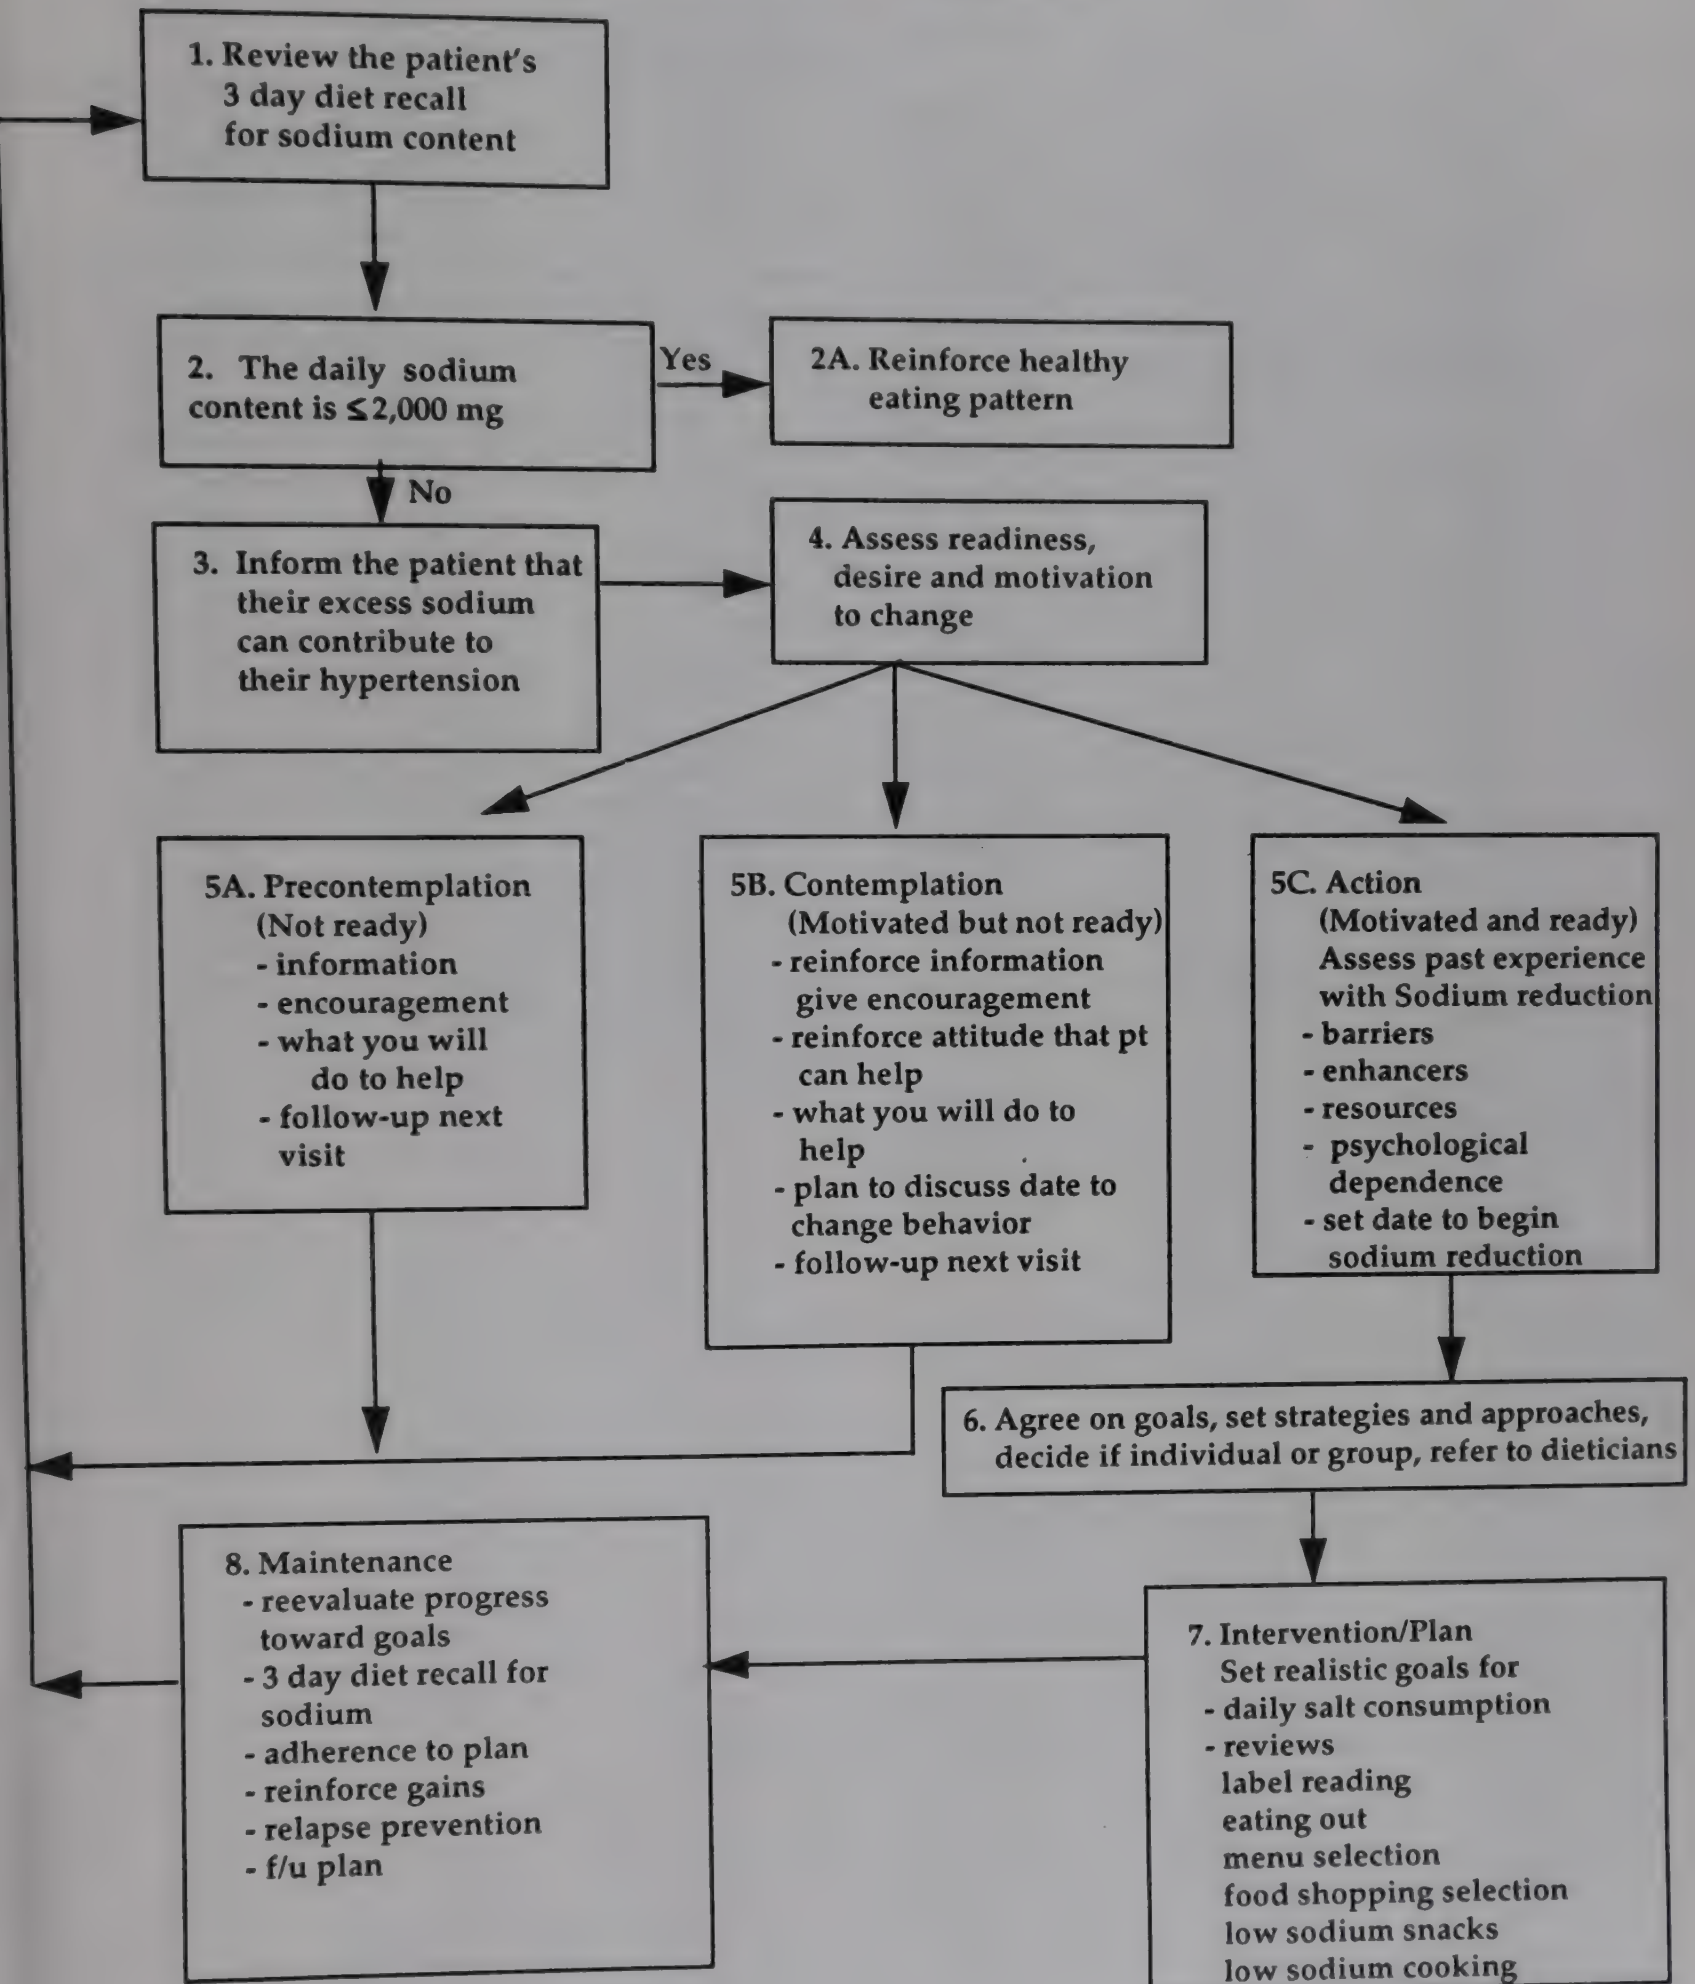 1. Review the patient's
3 day diet recall
for sodium content
2. The daily sodium
content is ≤2,000 mg
Yes
2A. Reinforce healthy
eating pattern
No
3. Inform the patient that
their excess sodium
can contribute to
their hypertension
4. Assess readiness,
desire and motivation
to change
5A. Precontemplation
(Not ready)
- information
- encouragement
- what you will
do to help
- follow-up next
visit
5B. Contemplation
(Motivated but not ready)
- reinforce information
give encouragement
- reinforce attitude that pt
can help
- what you will do to
help
- plan to discuss date to
change behavior
- follow-up next visit
5C. Action
(Motivated and ready)
Assess past experience
with Sodium reduction
- barriers
- enhancers
- resources
- psychological
dependence
- set date to begin
sodium reduction
6. Agree on goals, set strategies and approaches,
decide if individual or group, refer to dieticians
7. Intervention/Plan
Set realistic goals for
- daily salt consumption
- reviews
label reading
eating out
menu selection
food shopping selection
low sodium snacks
low sodium cooking
8. Maintenance
- reevaluate progress
toward goals
- 3 day diet recall for
sodium
- adherence to plan
- reinforce gains
- relapse prevention
- f/u plan